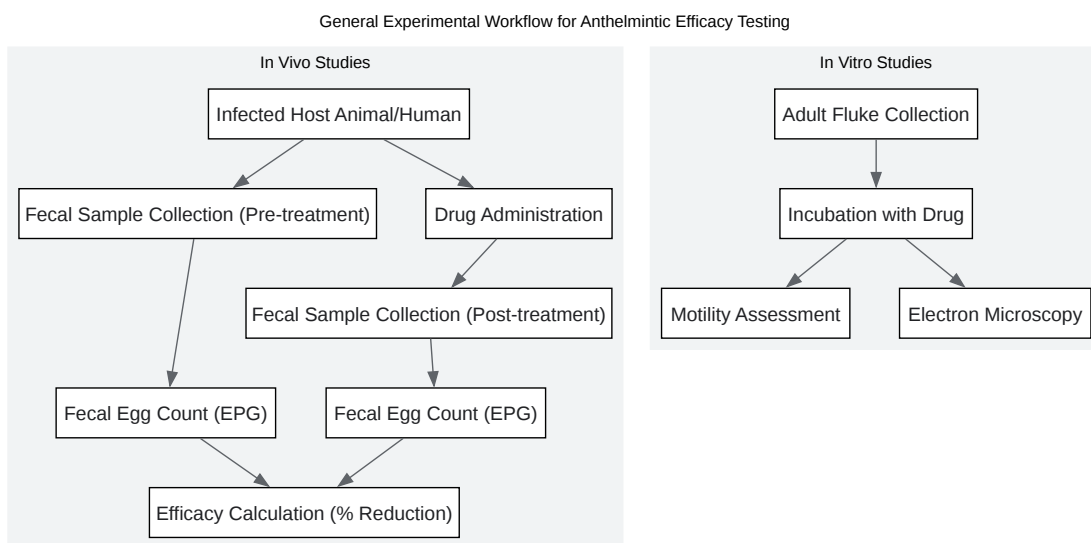 General Experimental Workflow for Anthelmintic Efficacy Testing
In Vivo Studies
Infected Host Animal/Human
Fecal Sample Collection (Pre-treatment)
Drug Administration
Fecal Sample Collection (Post-treatment)
Fecal Egg Count (EPG)
Fecal Egg Count (EPG)
Efficacy Calculation (% Reduction)
In Vitro Studies
Adult Fluke Collection
Incubation with Drug
Motility Assessment
Electron Microscopy